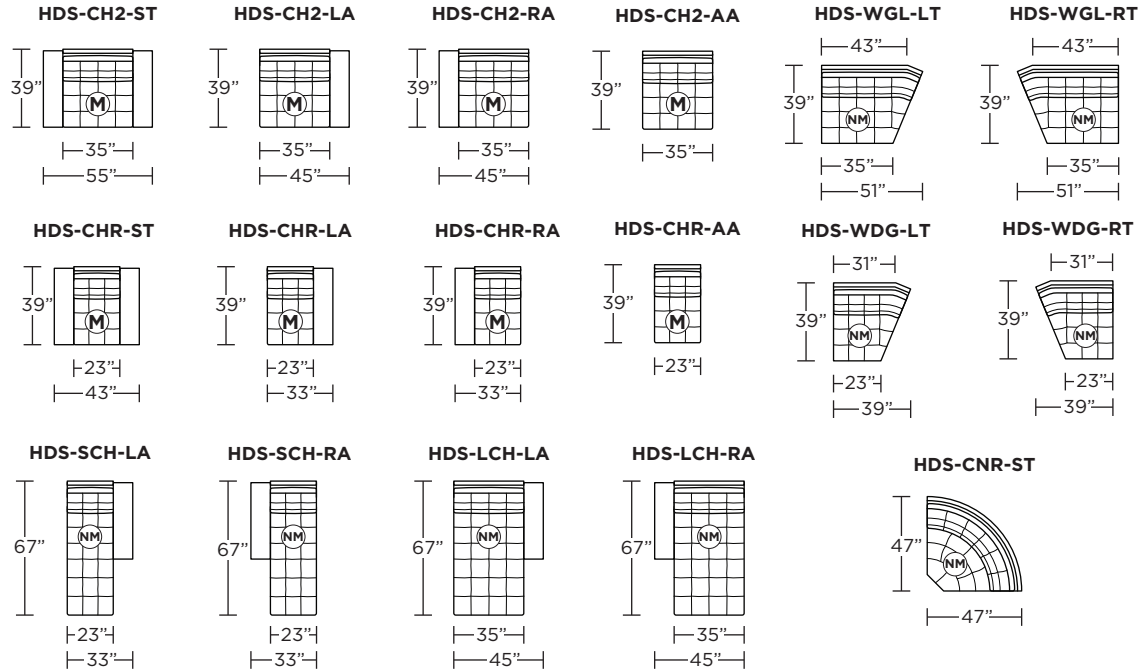 HDS-CH2-ST
39”
M
35”
55”
HDS-CH2-LA
39”
M
35”
45”
HDS-CH2-RA
39”
M
35”
45”
HDS-CH2-AA
39”
M
35”
HDS-WGL-LT
43”
39”
NM
35”
51”
HDS-WGL-RT
43”
39”
NM
35”
51”
HDS-CHR-ST
39”
M
23”
43”
HDS-CHR-LA
39”
M
23”
33”
HDS-CHR-RA
39”
M
23”
33”
HDS-CHR-AA
39”
M
23”
HDS-WDG-LT
31”
39”
NM
23”
39”
HDS-WDG-RT
31”
39”
NM
23”
39”
HDS-SCH-LA
67”
NM
23”
33”
HDS-SCH-RA
67”
NM
23”
33”
HDS-LCH-LA
67”
NM
35”
45”
HDS-LCH-RA
67”
NM
35”
45”
HDS-CNR-ST
47”
NM
47”